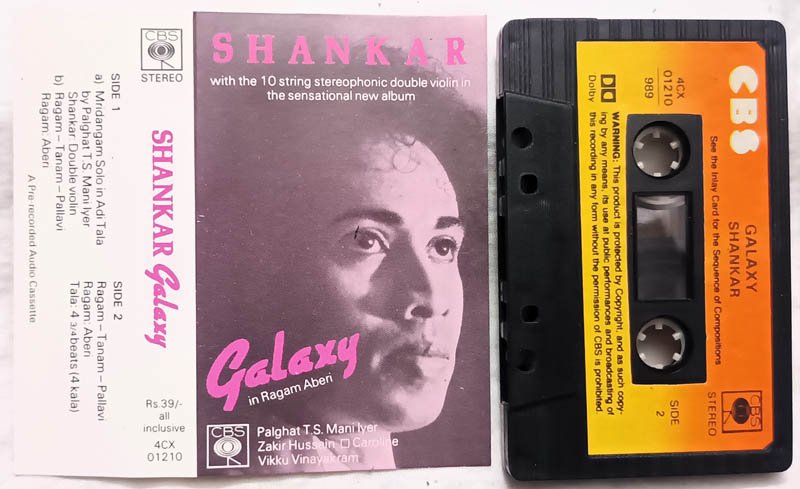 CBS
STEREO
SIDE 1
a) Mrdangam Solo in Adi Tala
by Palghat T.S. Mani Iyer
Shankar: Double violin
b) Ragam – Tanam – Pallavi
Ragam: Aberi
A Pre-recorded Audio Cassette
SHANKAR Galaxy
SIDE 2
Ragam – Tanam – Pallavi
Ragam: Aberi
Tala: 4 3/4 beats (4 kala)
Rs.39/-
all
inclusive
4CX
01210
SHANKAR
with the 10 string stereophonic double violin in
the sensational new album
Galaxy
in Ragam Aberi
CBS
Palghat T.S. Mani Iyer
Zakir Hussain □ Caroline
Vikku Vinayakram
CBS
See the Inlay Card for the Sequence of Compositions
GALAXY
SHANKAR
4CX
01210
989
DD Dolby
WARNING: This product is protected by Copyright, and as such copy-
ing by any means, its use at public performances and broadcasting of
this recording in any form without the permission of CBS is prohibited.
SIDE
2
STEREO
CBS